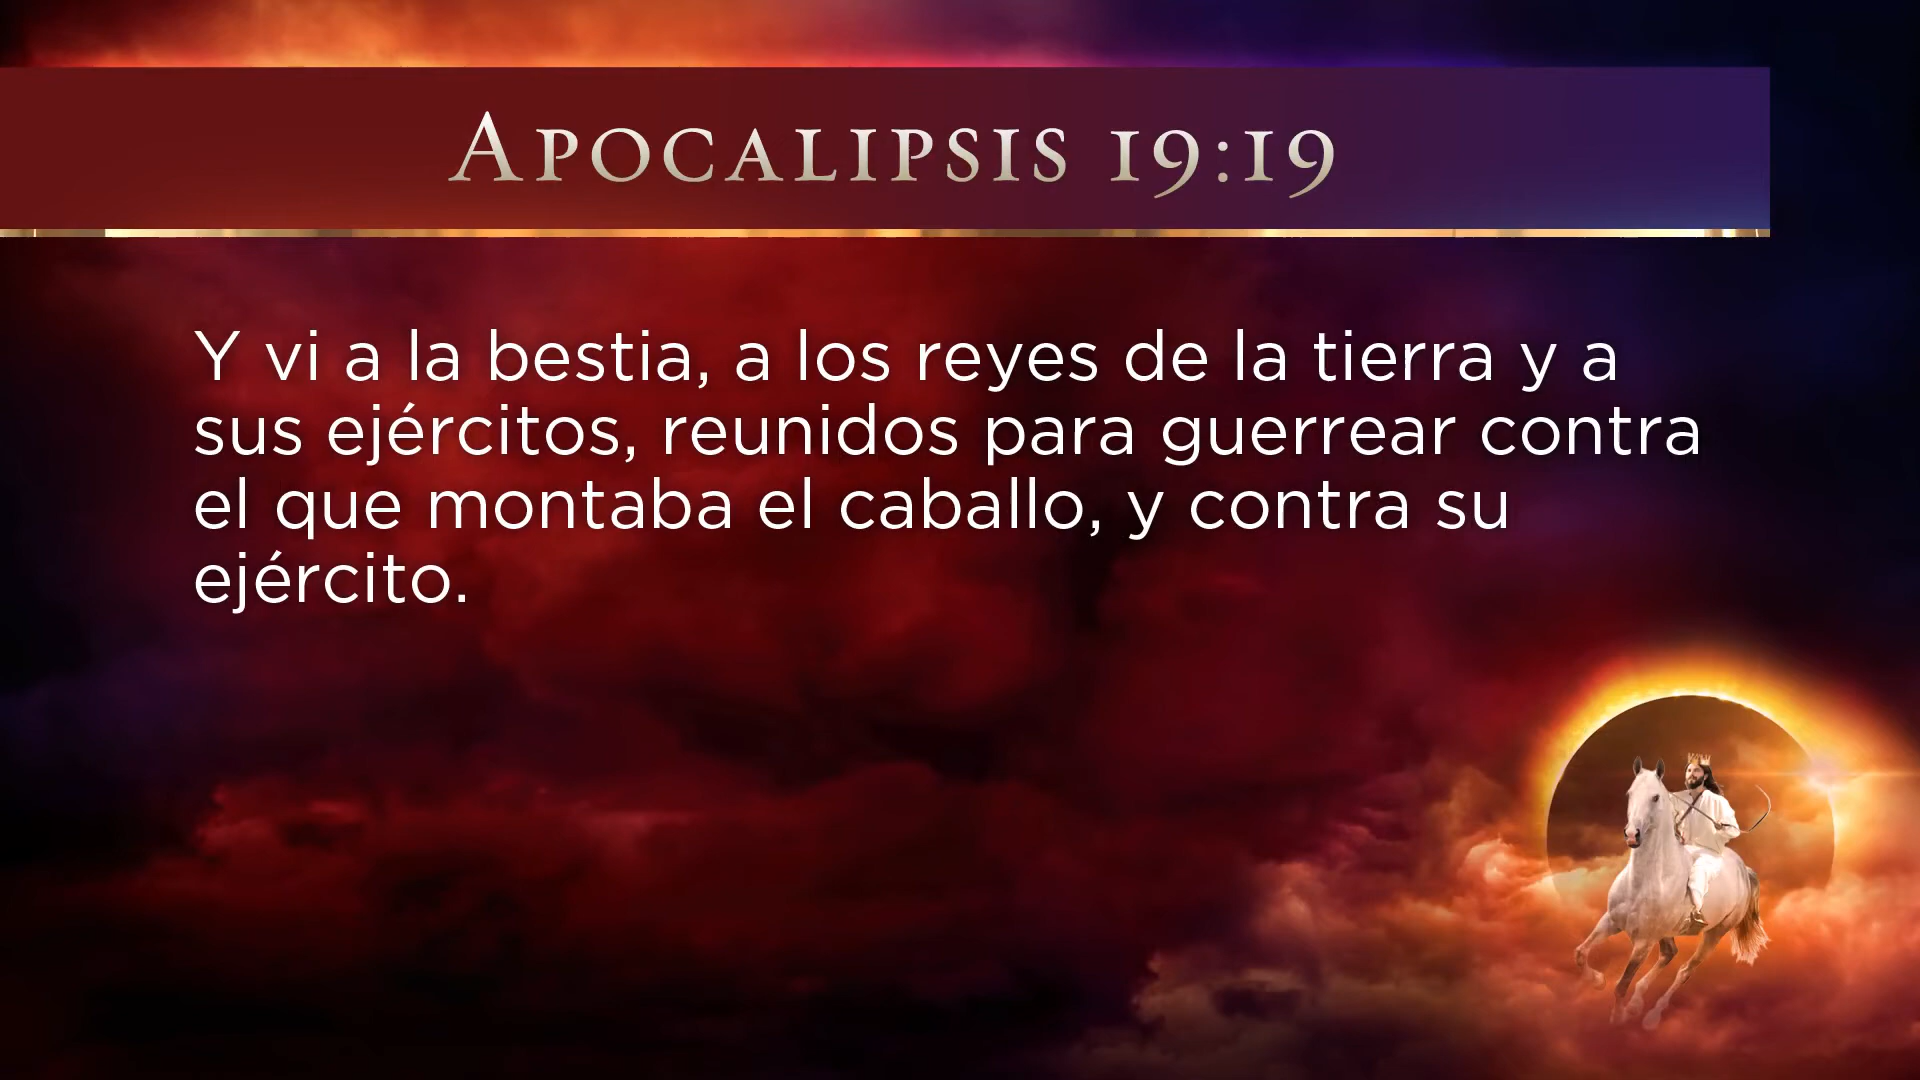 Apocalipsis 19:19
Y vi a la bestia, a los reyes de la tierra y a
sus ejércitos, reunidos para guerrear contra
el que montaba el caballo, y contra su
ejército.